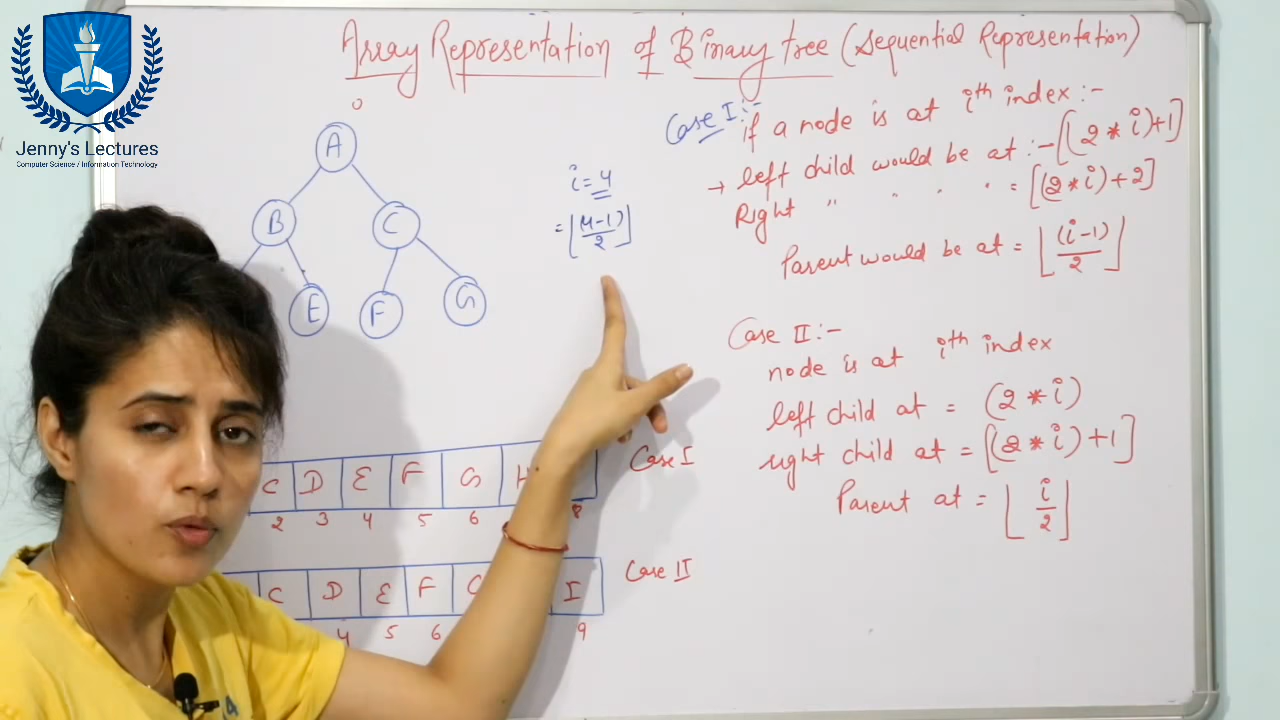 Jenny's Lectures
Computer Science / Information Technology
Array Representation of Binary tree (Sequential Representation)
0
A
B C
E F G
i = 4
= ⌊(4-1)/2⌋
Case I :-
if a node is at ith index :-
→ left child would be at :- [(2 * i)+1]
Right " " " " = [(2 * i)+2]
Parent would be at = ⌊(i-1)/2⌋
Case II :-
node is at ith index
left child at = (2 * i)
right child at = [(2 * i)+1]
Parent at = ⌊i/2⌋
C D E F G H Case I
2 3 4 5 6 8
C D E F I Case II
4 5 6 9